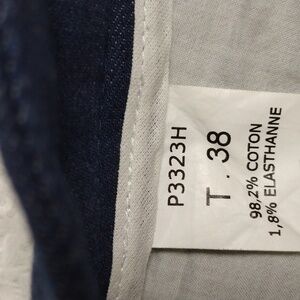 P3323H
T . 38
98,2% COTON
1,8% ELASTHANNE